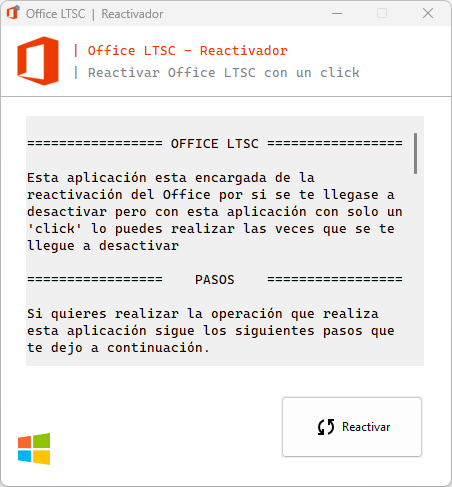 Office LTSC | Reactivador
| Office LTSC – Reactivador
| Reactivar Office LTSC con un click
================= OFFICE LTSC =================
Esta aplicación esta encargada de la
reactivación del Office por si se te llegase a
desactivar pero con esta aplicación con solo un
'click' lo puedes realizar las veces que se te
llegue a desactivar
================= PASOS =================
Si quieres realizar la operación que realiza
esta aplicación sigue los siguientes pasos que
te dejo a continuación.
Reactivar